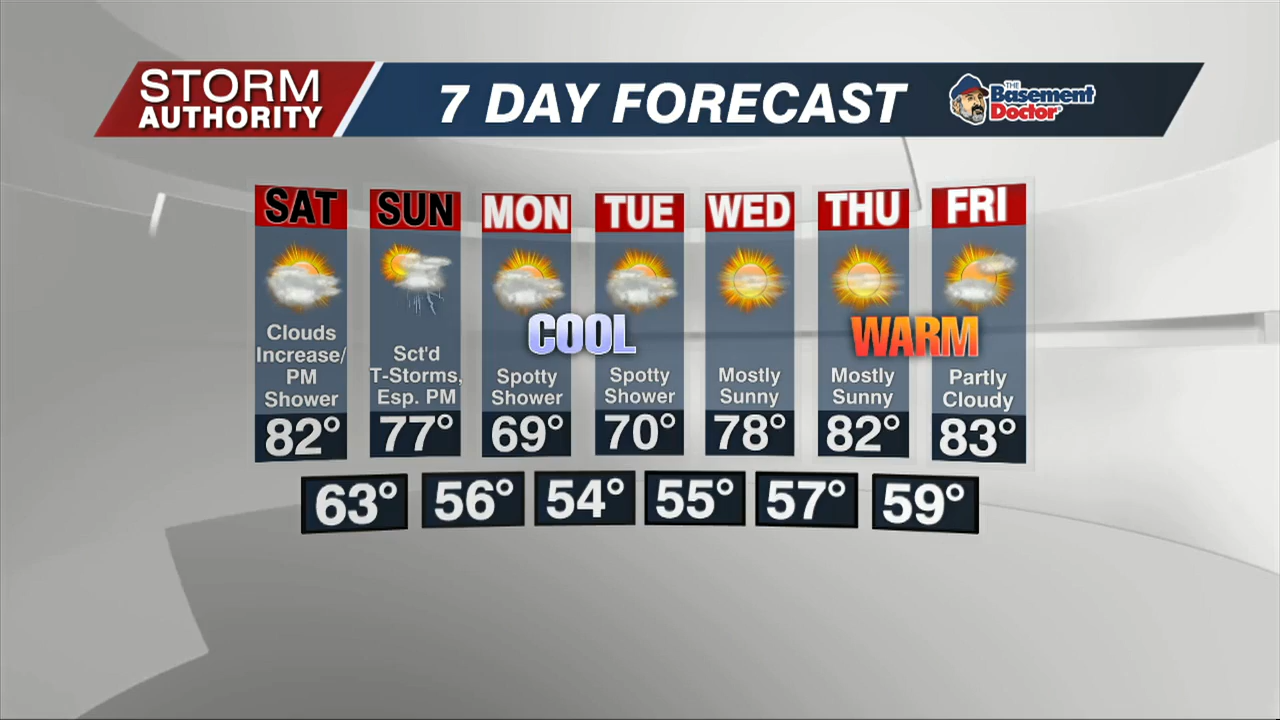 STORM
AUTHORITY
7 DAY FORECAST
THE
Basement
Doctor
SAT
SUN
MON
TUE
WED
THU
FRI
Clouds
Increase/
PM
Shower
Sct'd
T-Storms,
Esp. PM
Spotty
Shower
Spotty
Shower
Mostly
Sunny
Mostly
Sunny
Partly
Cloudy
COOL
WARM
82°
77°
69°
70°
78°
82°
83°
63°
56°
54°
55°
57°
59°